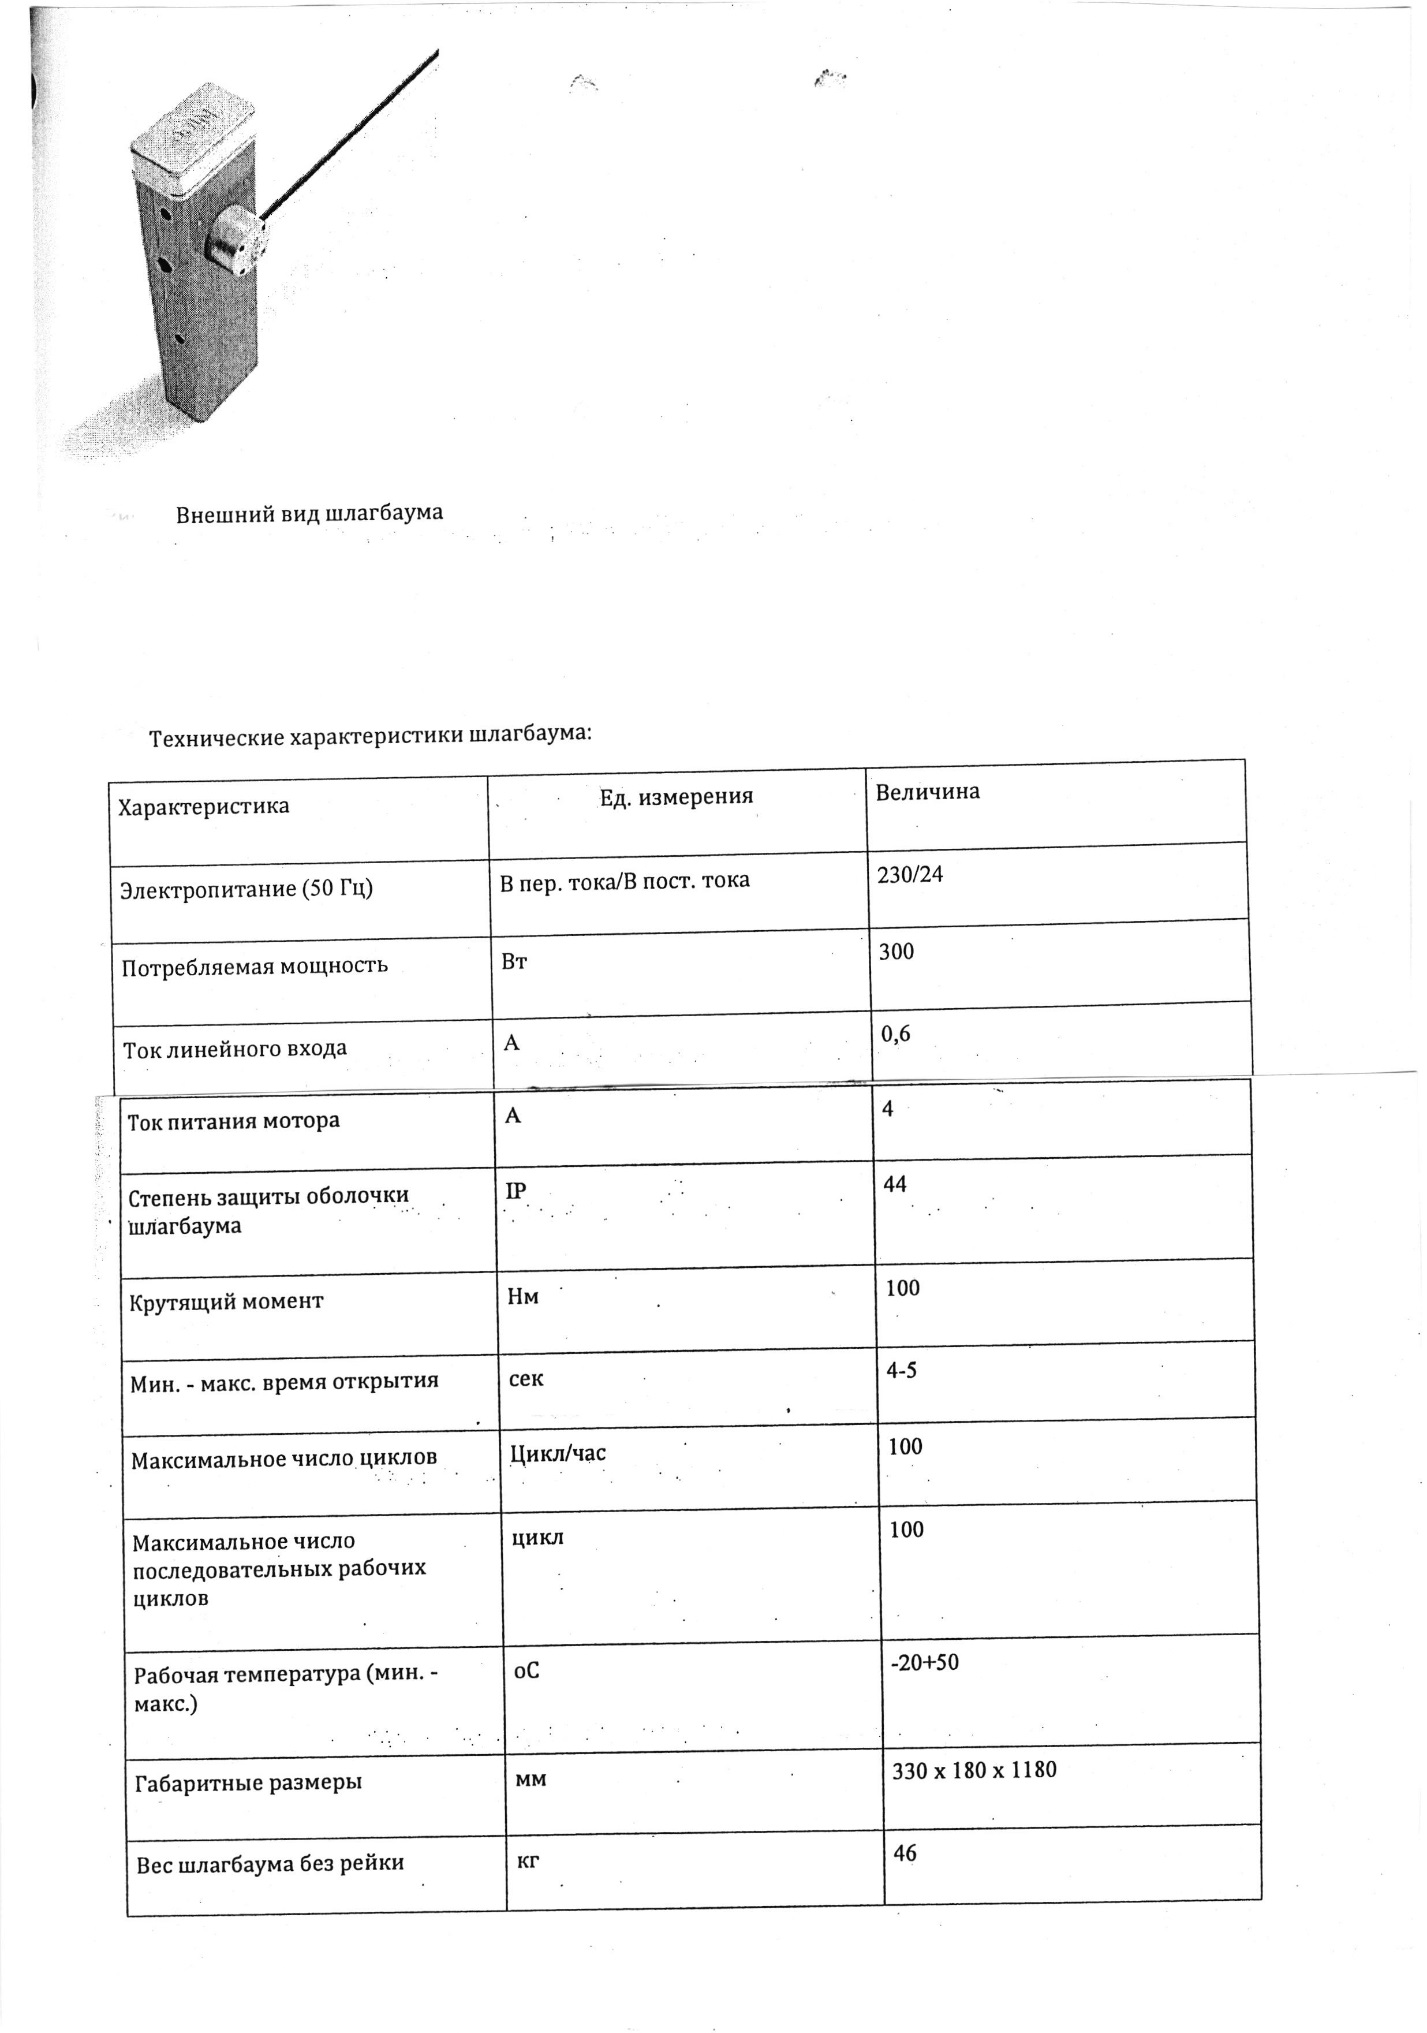 Внешний вид шлагбаума
Технические характеристики шлагбаума:
Характеристика
Ед. измерения
Величина
Электропитание (50 Гц)
В пер. тока/В пост. тока
230/24
Потребляемая мощность
Вт
300
Ток линейного входа
А
0,6
Ток питания мотора
А
4
Степень защиты оболочки
шлагбаума
IP
44
Крутящий момент
Нм
100
Мин. - макс. время открытия
сек
4-5
Максимальное число циклов
Цикл/час
100
Максимальное число
последовательных рабочих
циклов
цикл
100
Рабочая температура (мин. -
макс.)
оС
-20+50
Габаритные размеры
мм
330 х 180 х 1180
Вес шлагбаума без рейки
кг
46